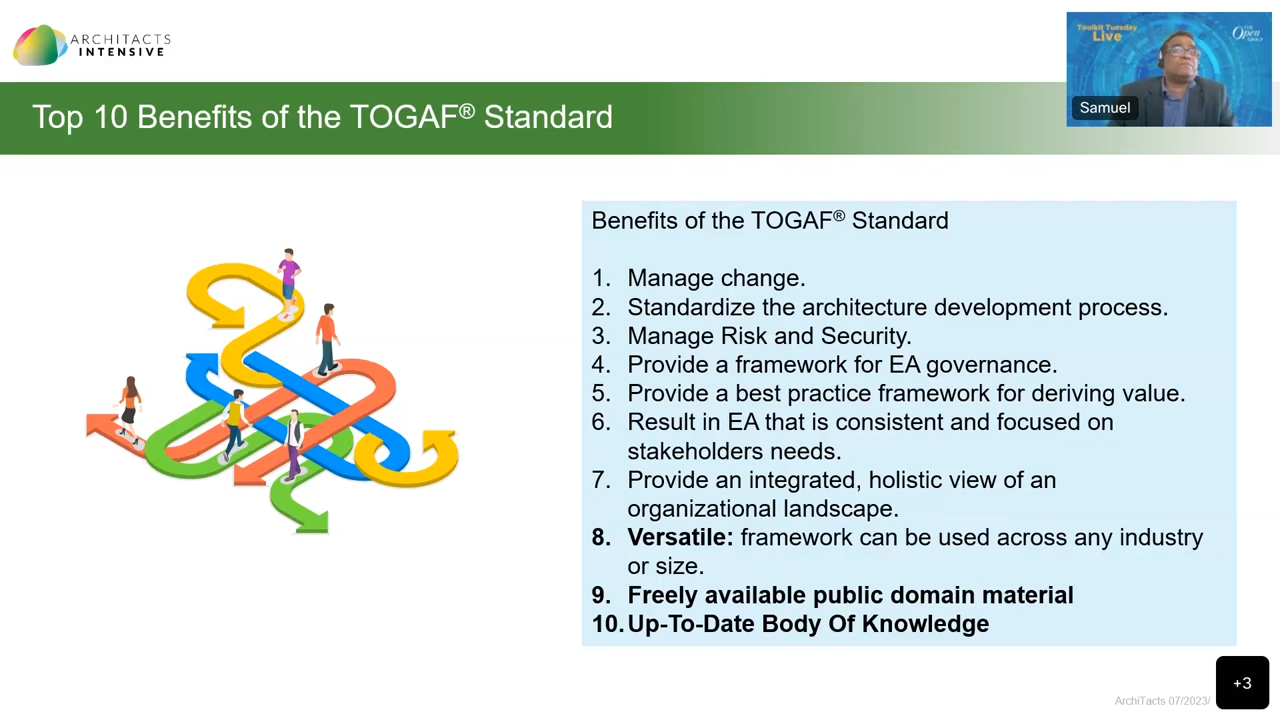 ARCHITACTS
INTENSIVE
Toolkit Tuesday
Live
THE
Open
GROUP
Samuel
Top 10 Benefits of the TOGAF® Standard
Benefits of the TOGAF® Standard
1. Manage change.
2. Standardize the architecture development process.
3. Manage Risk and Security.
4. Provide a framework for EA governance.
5. Provide a best practice framework for deriving value.
6. Result in EA that is consistent and focused on
stakeholders needs.
7. Provide an integrated, holistic view of an
organizational landscape.
8. Versatile: framework can be used across any industry
or size.
9. Freely available public domain material
10. Up-To-Date Body Of Knowledge
+3
ArchiTacts 07/2023/